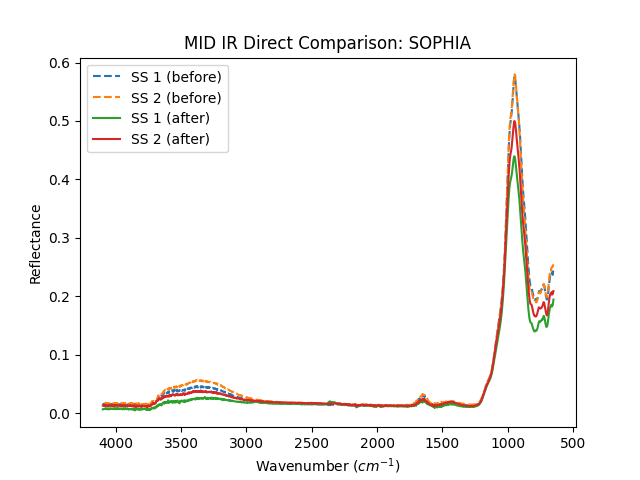 MID IR Direct Comparison: SOPHIA
SS 1 (before)
SS 2 (before)
SS 1 (after)
SS 2 (after)
Reflectance
0.6
0.5
0.4
0.3
0.2
0.1
0.0
4000 3500 3000 2500 2000 1500 1000 500
Wavenumber (cm⁻¹)